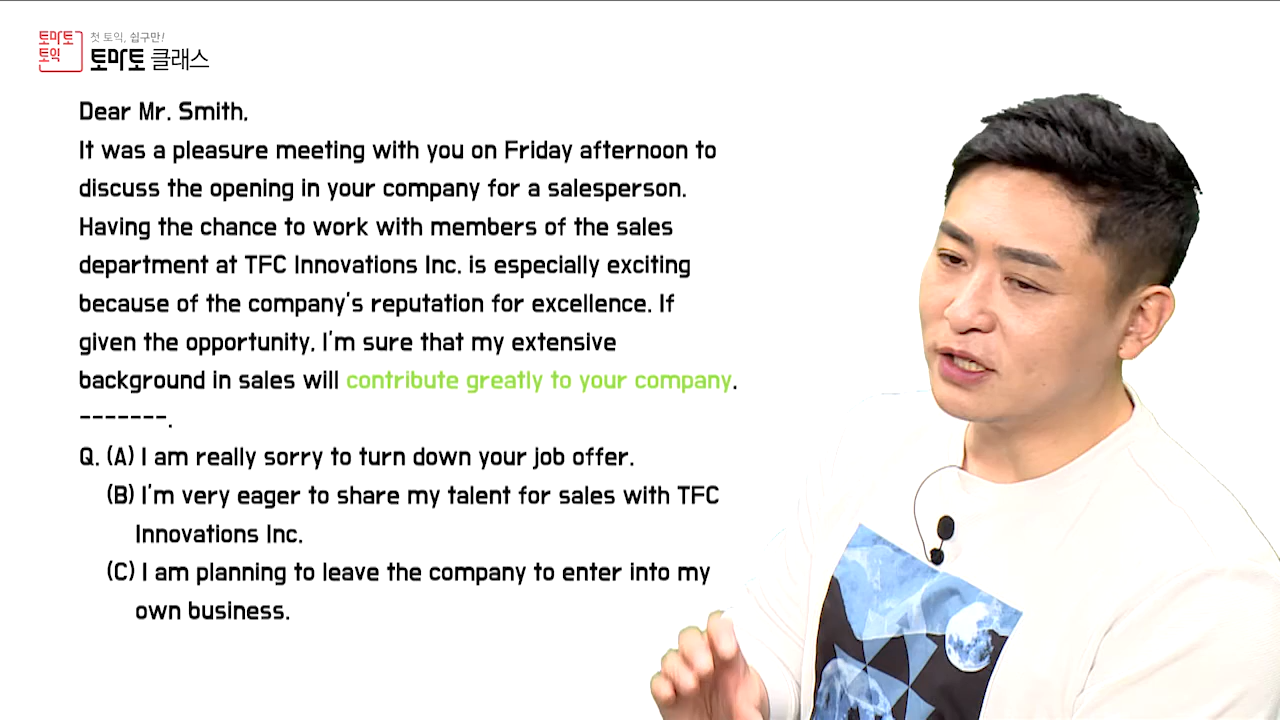 토마토
토익
첫 토익, 쉽구만!
토마토 클래스
Dear Mr. Smith,
It was a pleasure meeting with you on Friday afternoon to
discuss the opening in your company for a salesperson.
Having the chance to work with members of the sales
department at TFC Innovations Inc. is especially exciting
because of the company's reputation for excellence. If
given the opportunity, I'm sure that my extensive
background in sales will contribute greatly to your company.
-------.
Q. (A) I am really sorry to turn down your job offer.
(B) I'm very eager to share my talent for sales with TFC
Innovations Inc.
(C) I am planning to leave the company to enter into my
own business.